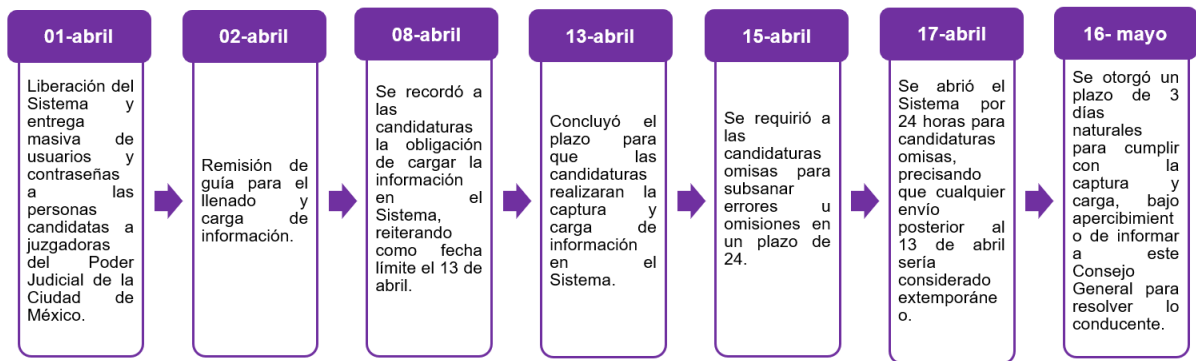 01-abril
Liberación del
Sistema y
entrega
masiva de
usuarios y
contraseñas
a las
personas
candidatas a
juzgadoras
del Poder
Judicial de la
Ciudad de
México.
02-abril
Remisión de
guía para el
llenado y
carga de
información.
08-abril
Se recordó a
las
candidaturas
la obligación
de cargar la
información
en el
Sistema,
reiterando
como fecha
límite el 13 de
abril.
13-abril
Concluyó el
plazo para
que las
candidaturas
realizaran la
captura y
carga de
información
en el
Sistema.
15-abril
Se requirió a
las
candidaturas
omisas para
subsanar
errores u
omisiones en
un plazo de
24.
17-abril
Se abrió el
Sistema por
24 horas para
candidaturas
omisas,
precisando
que cualquier
envío
posterior al
13 de abril
sería
considerado
extemporáne
o.
16- mayo
Se otorgó un
plazo de 3
días
naturales
para cumplir
con la
captura y
carga, bajo
apercibimient
o de informar
a este
Consejo
General para
resolver lo
conducente.